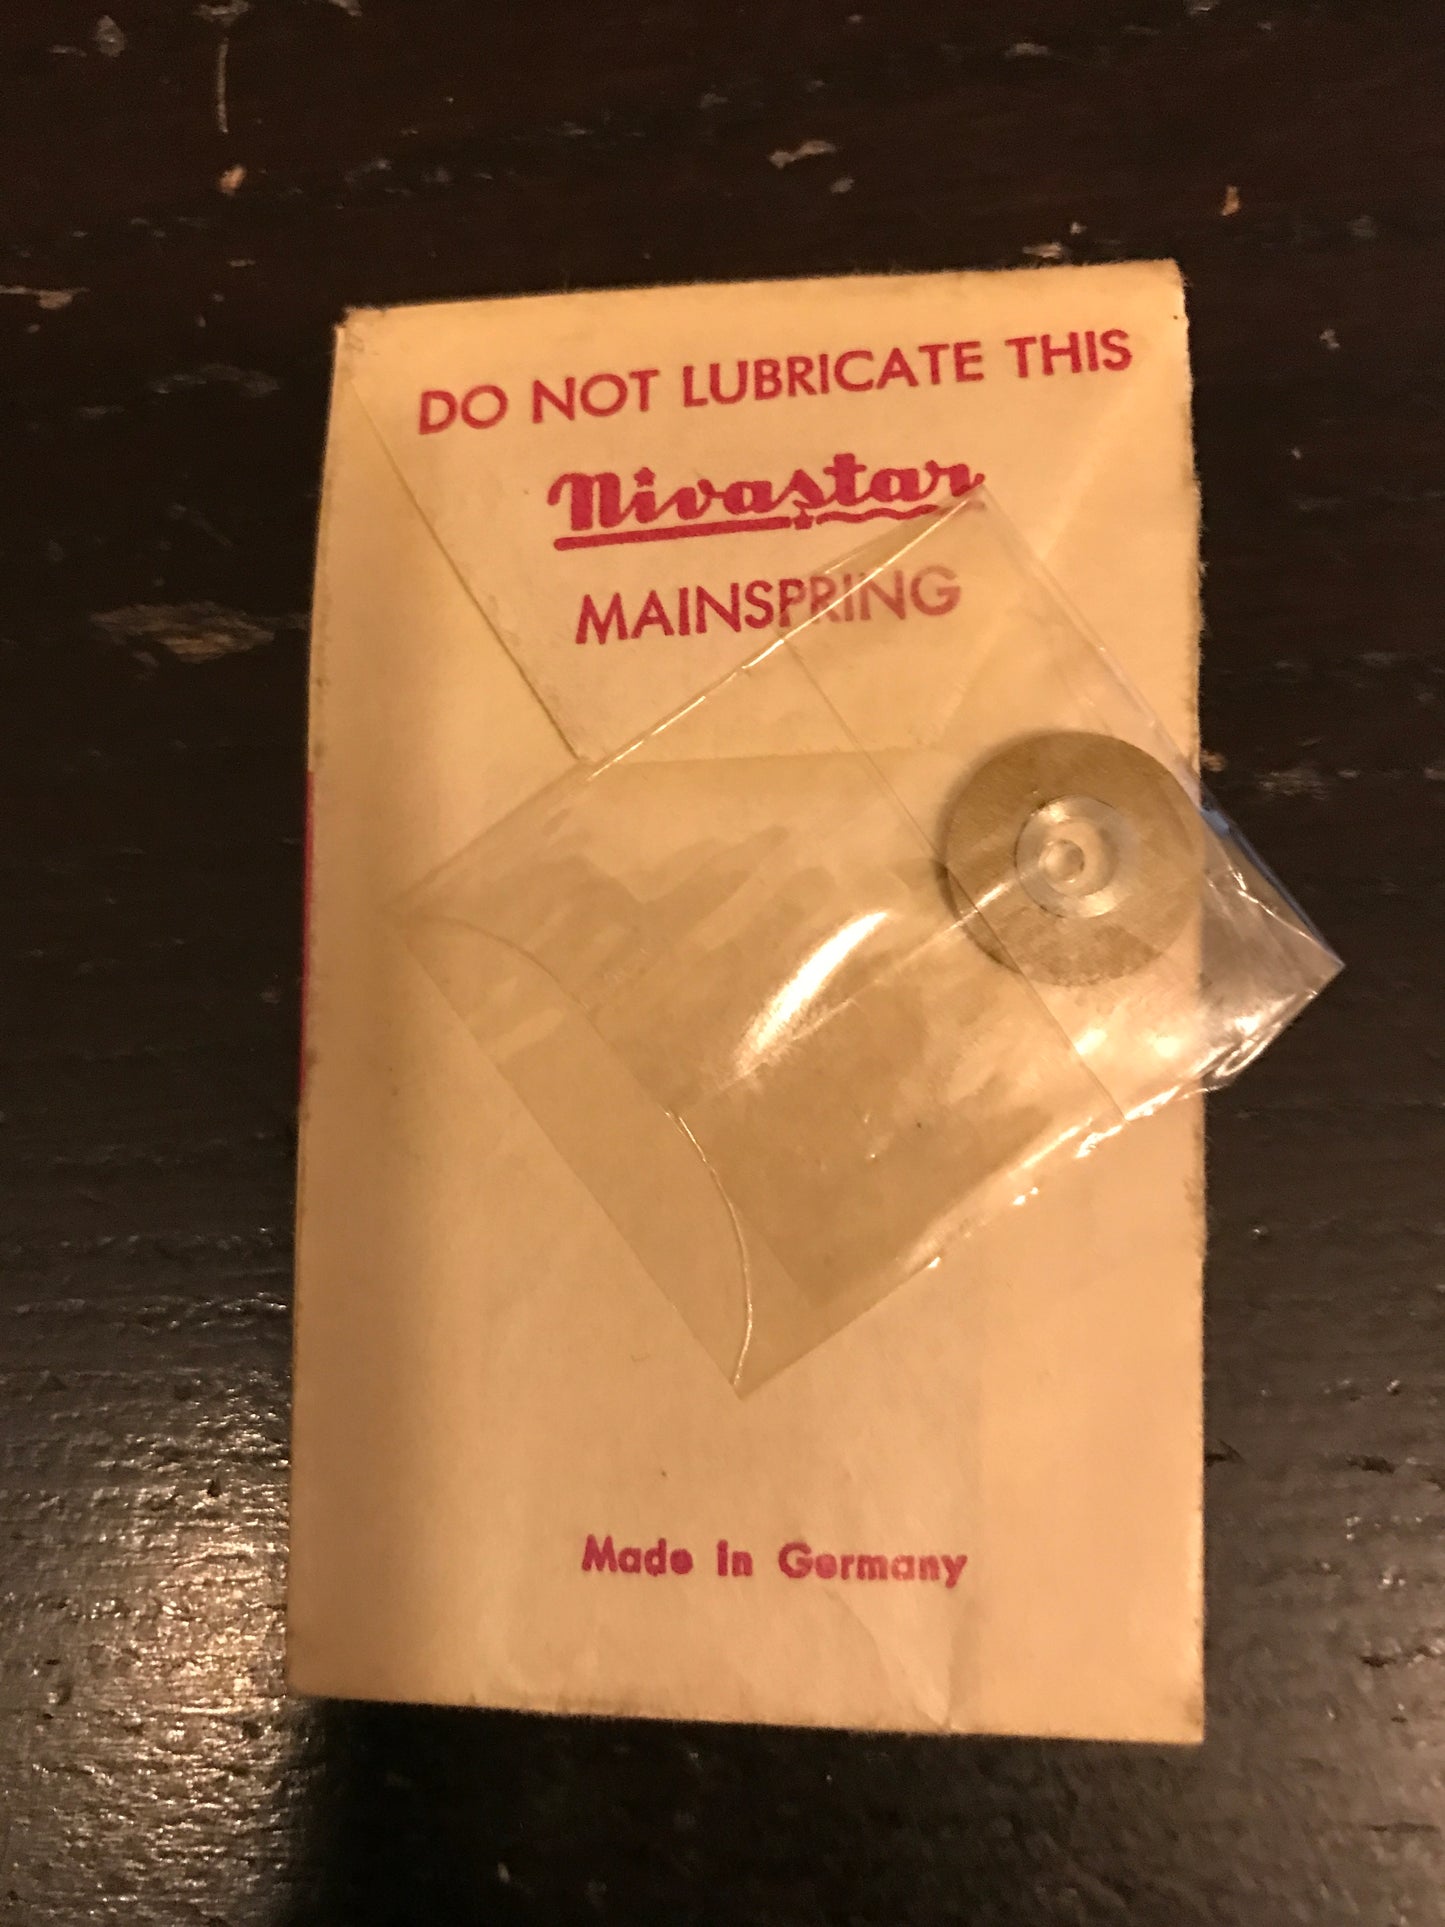 DO NOT LUBRICATE THIS
Nivastar
MAINSPRING
Made in Germany